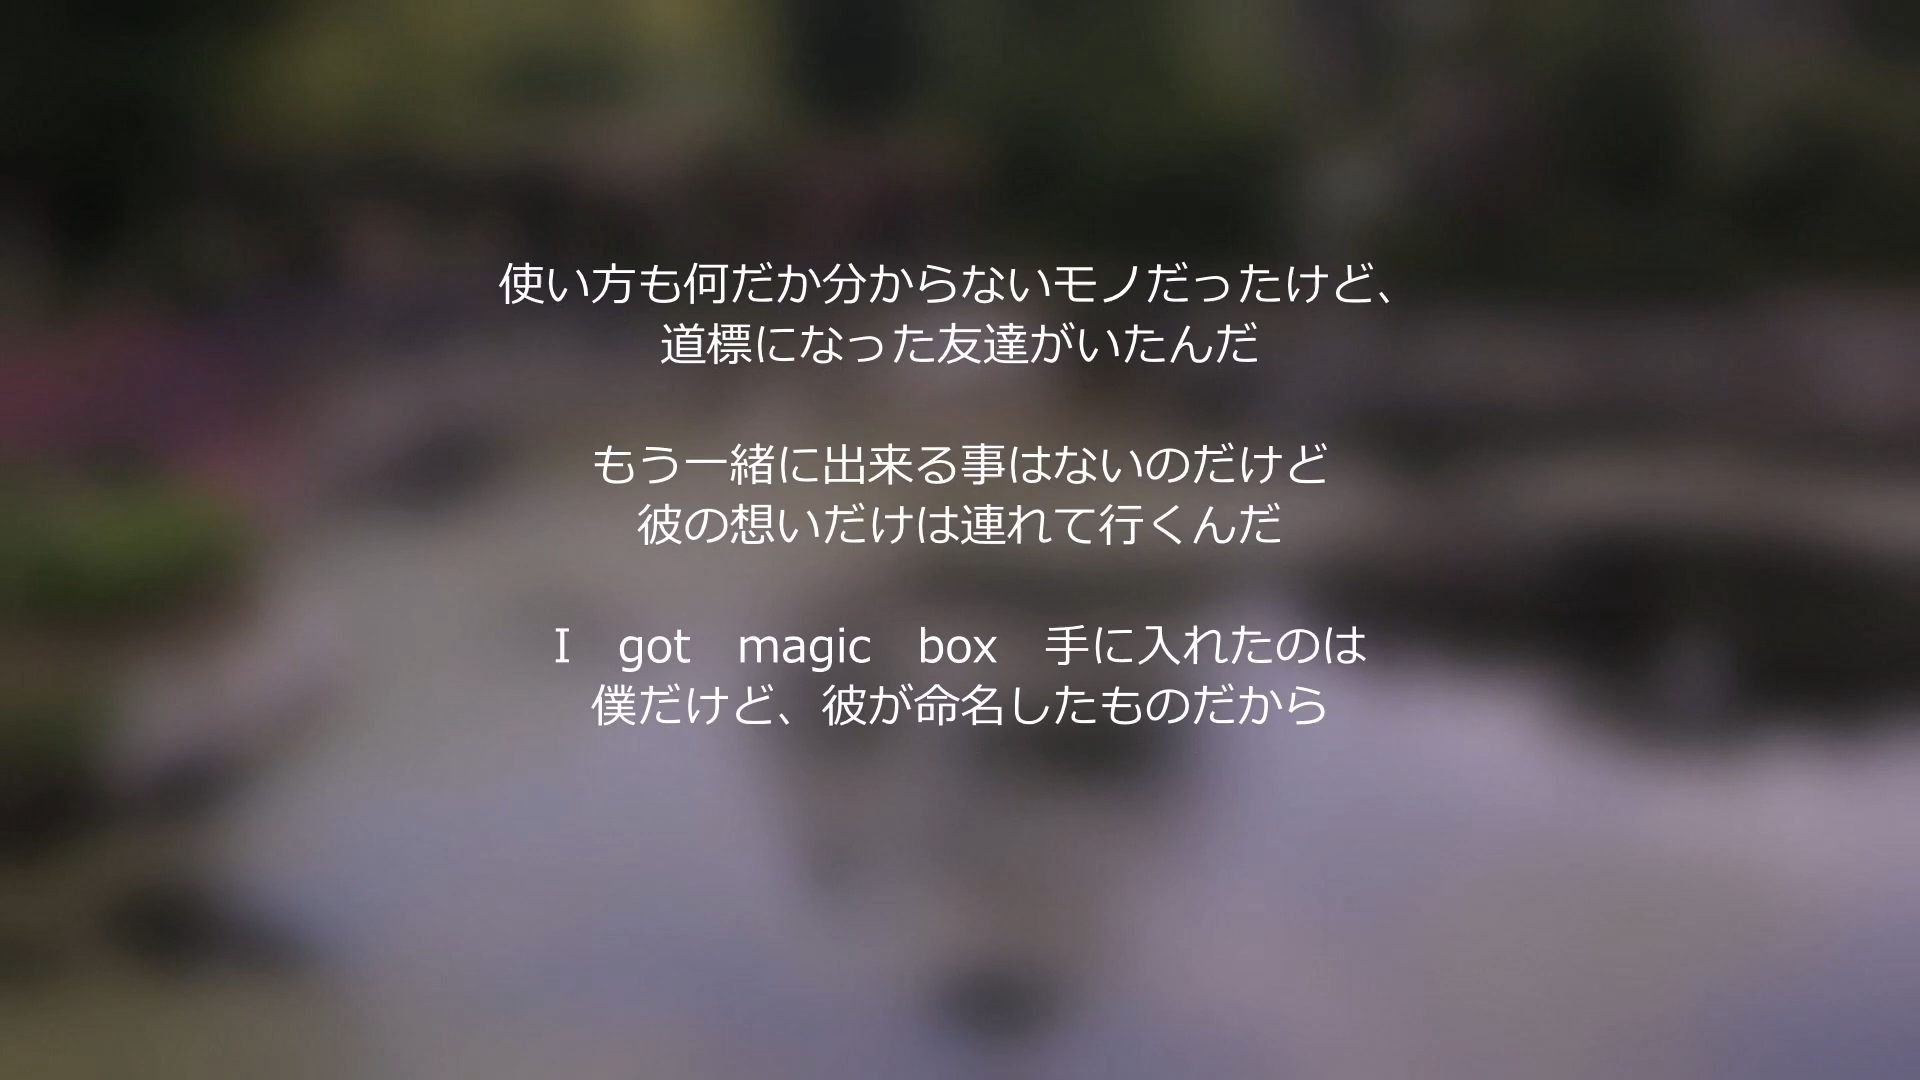 使い方も何だか分からないモノだったけど、
道標になった友達がいたんだ
もう一緒に出来る事はないのだけど
彼の想いだけは連れて行くんだ
I　got　magic　box　手に入れたのは
僕だけど、彼が命名したものだから